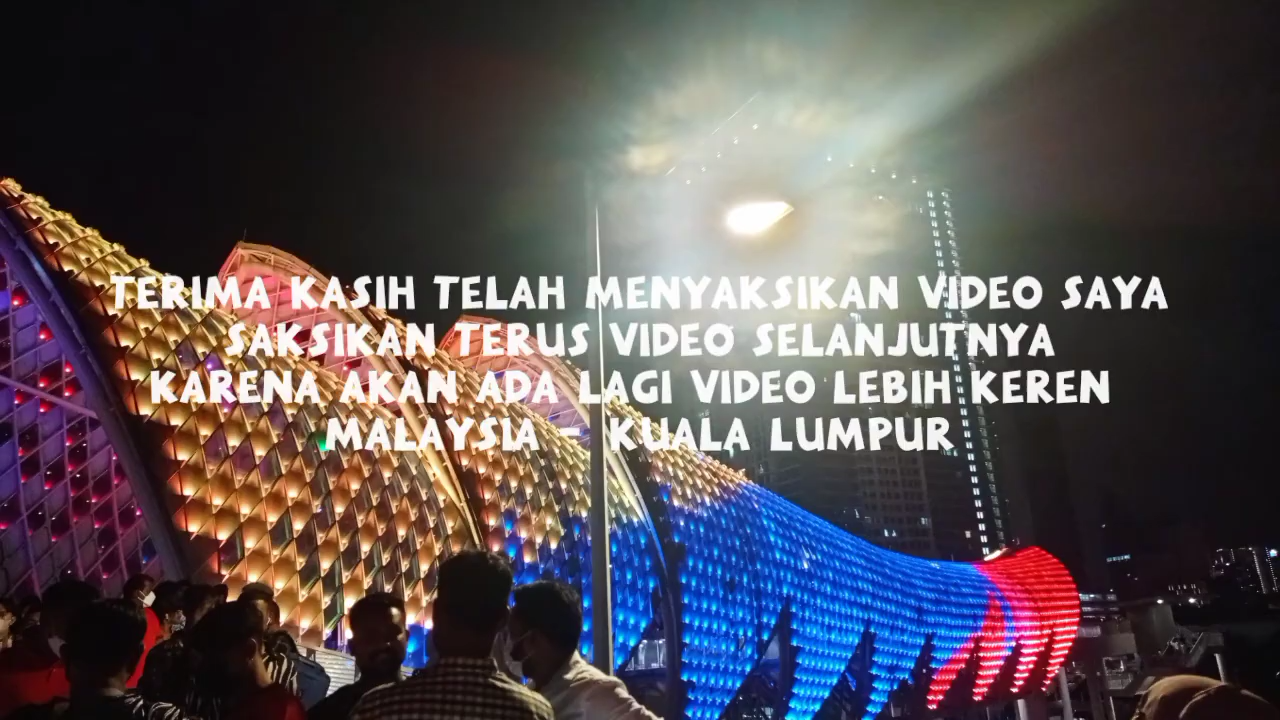 TERIMA KASIH TELAH MENYAKSIKAN VIDEO SAYA
SAKSIKAN TERUS VIDEO SELANJUTNYA
KARENA AKAN ADA LAGI VIDEO LEBIH KEREN
MALAYSIA - KUALA LUMPUR